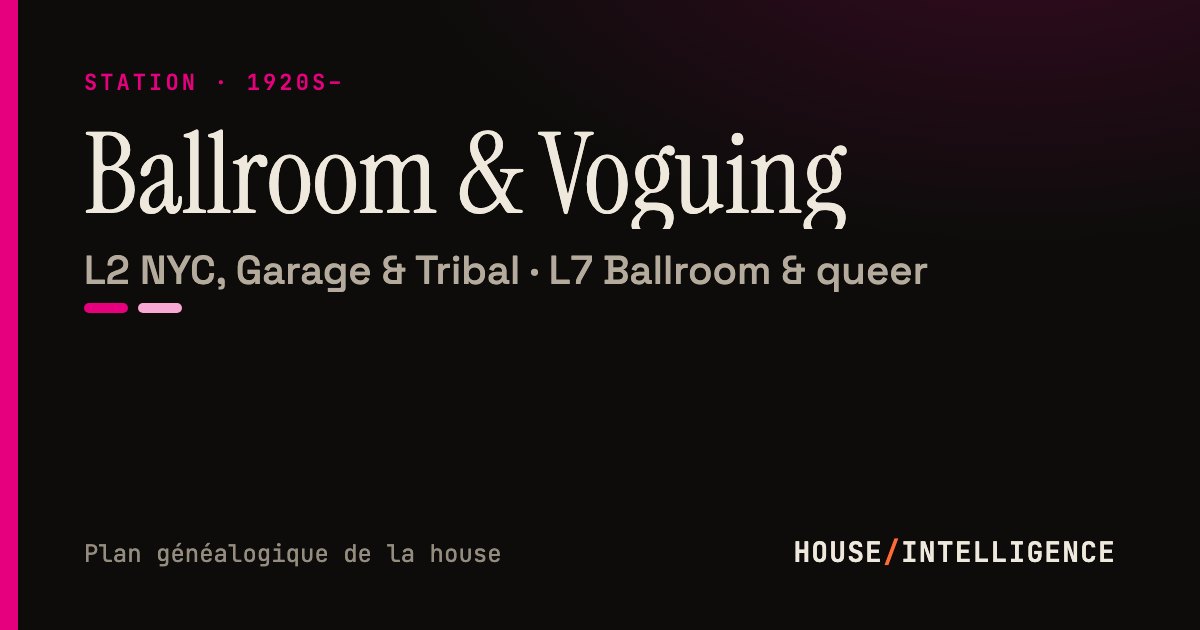 STATION · 1920S–
Ballroom & Voguing
L2 NYC, Garage & Tribal · L7 Ballroom & queer
Plan généalogique de la house
HOUSE/INTELLIGENCE